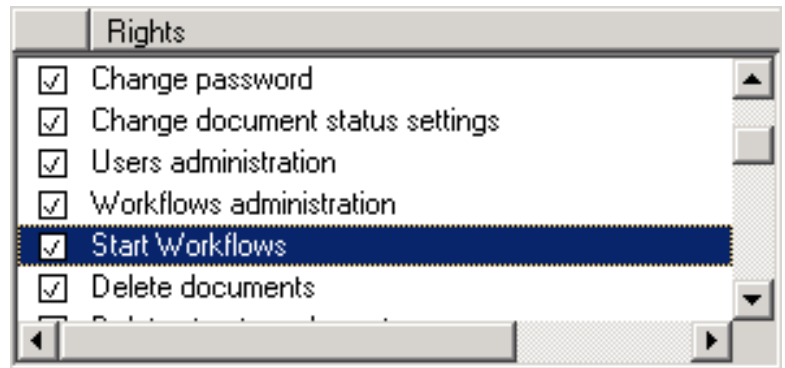 Rights
Change password
Change document status settings
Users administration
Workflows administration
Start Workflows
Delete documents